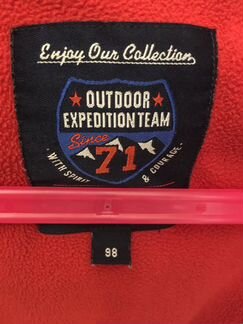 Enjoy Our Collection
OUTDOOR
EXPEDITION TEAM
Since
71
· WITH SPIRIT & COURAGE ·
98